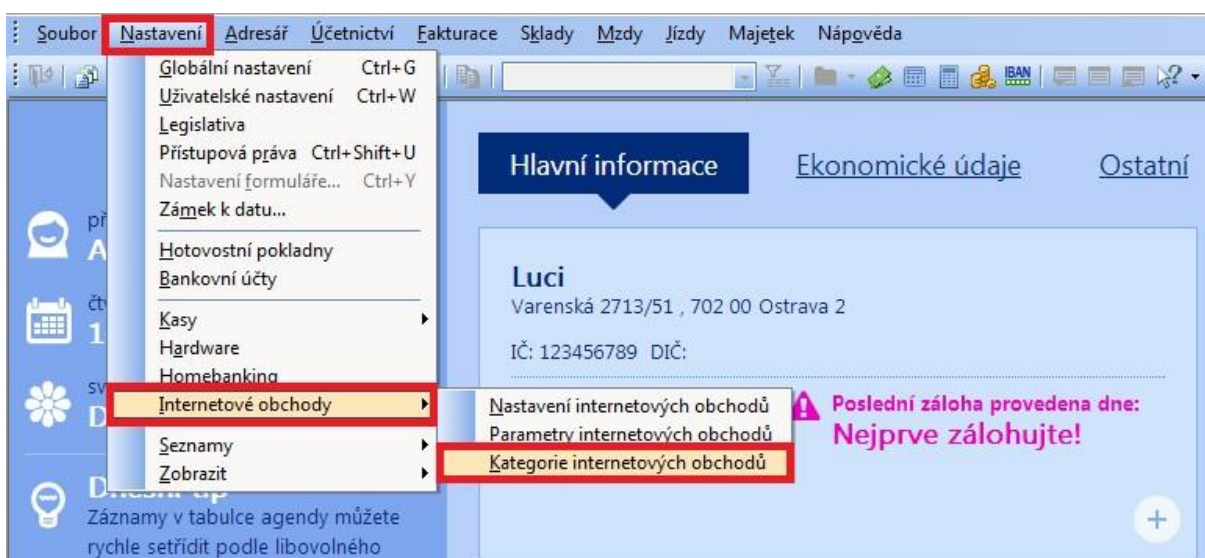 Soubor Nastavení Adresář Účetnictví Fakturace Sklady Mzdy Jízdy Majetek Nápověda
IBAN
Globální nastavení Ctrl+G
Uživatelské nastavení Ctrl+W
Legislativa
Přístupová práva Ctrl+Shift+U
Nastavení formuláře... Ctrl+Y
Zámek k datu...
Hotovostní pokladny
Bankovní účty
Kasy
Hardware
Homebanking
Internetové obchody
Seznamy
Zobrazit
Nastavení internetových obchodů
Parametry internetových obchodů
Kategorie internetových obchodů
Hlavní informace Ekonomické údaje Ostatní
Luci
Varenská 2713/51 , 702 00 Ostrava 2
IČ: 123456789 DIČ:
Poslední záloha provedena dne:
Nejprve zálohujte!
Záznamy v tabulce agendy můžete
rychle setřídit podle libovolného